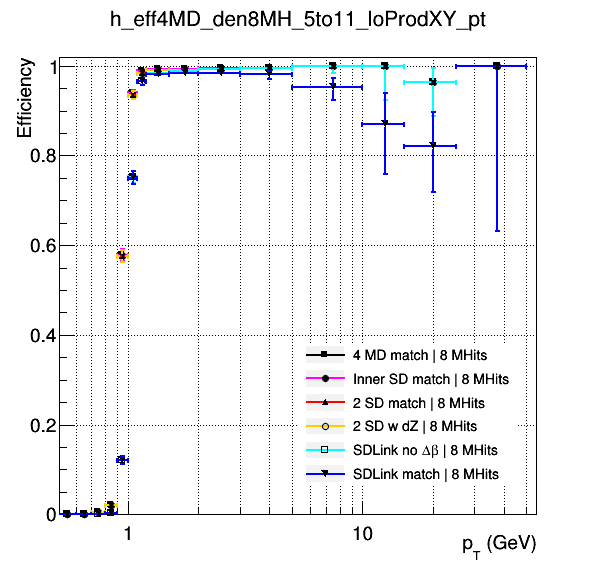 h_eff4MD_den8MH_5to11_loProdXY_pt
Efficiency
1
0.8
0.6
0.4
0.2
0
4 MD match | 8 MHits
Inner SD match | 8 MHits
2 SD match | 8 MHits
2 SD w dZ | 8 MHits
SDLink no Δβ | 8 MHits
SDLink match | 8 MHits
1
10
p_T (GeV)